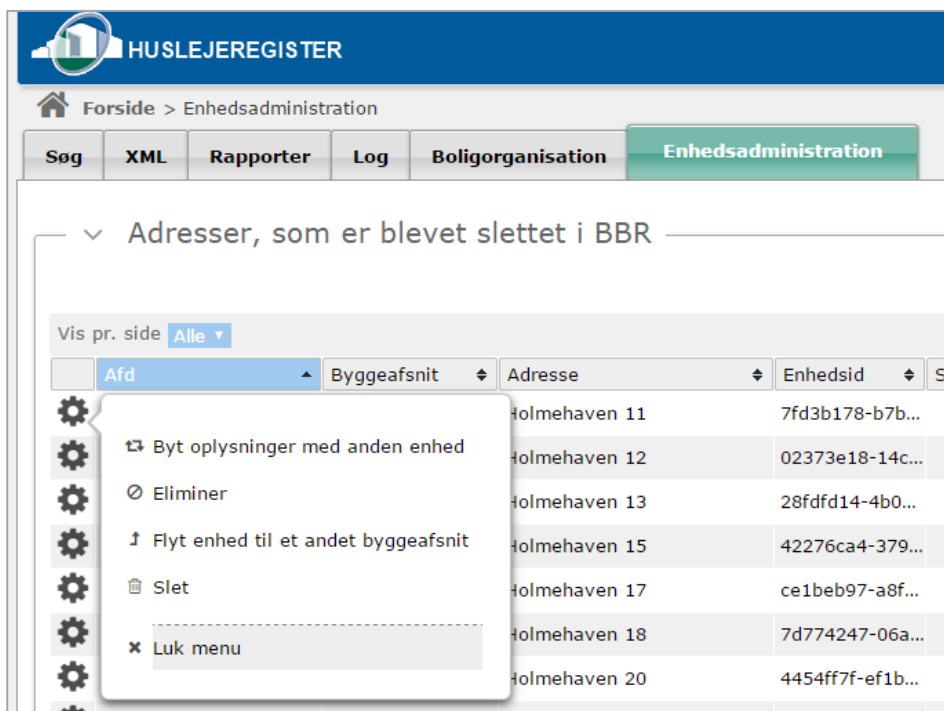 HUSLEJEREGISTER
Forside > Enhedsadministration
Søg XML Rapporter Log Boligorganisation Enhedsadministration
Adresser, som er blevet slettet i BBR
Vis pr. side Alle
Afd Byggeafsnit Adresse Enhedsid S
Holmehaven 11 7fd3b178-b7b...
Byt oplysninger med anden enhed
Holmehaven 12 02373e18-14c...
Eliminer
Holmehaven 13 28fdfd14-4b0...
Flyt enhed til et andet byggeafsnit
Holmehaven 15 42276ca4-379...
Slet
Holmehaven 17 ce1beb97-a8f...
Holmehaven 18 7d774247-06a...
Luk menu
Holmehaven 20 4454ff7f-ef1b...